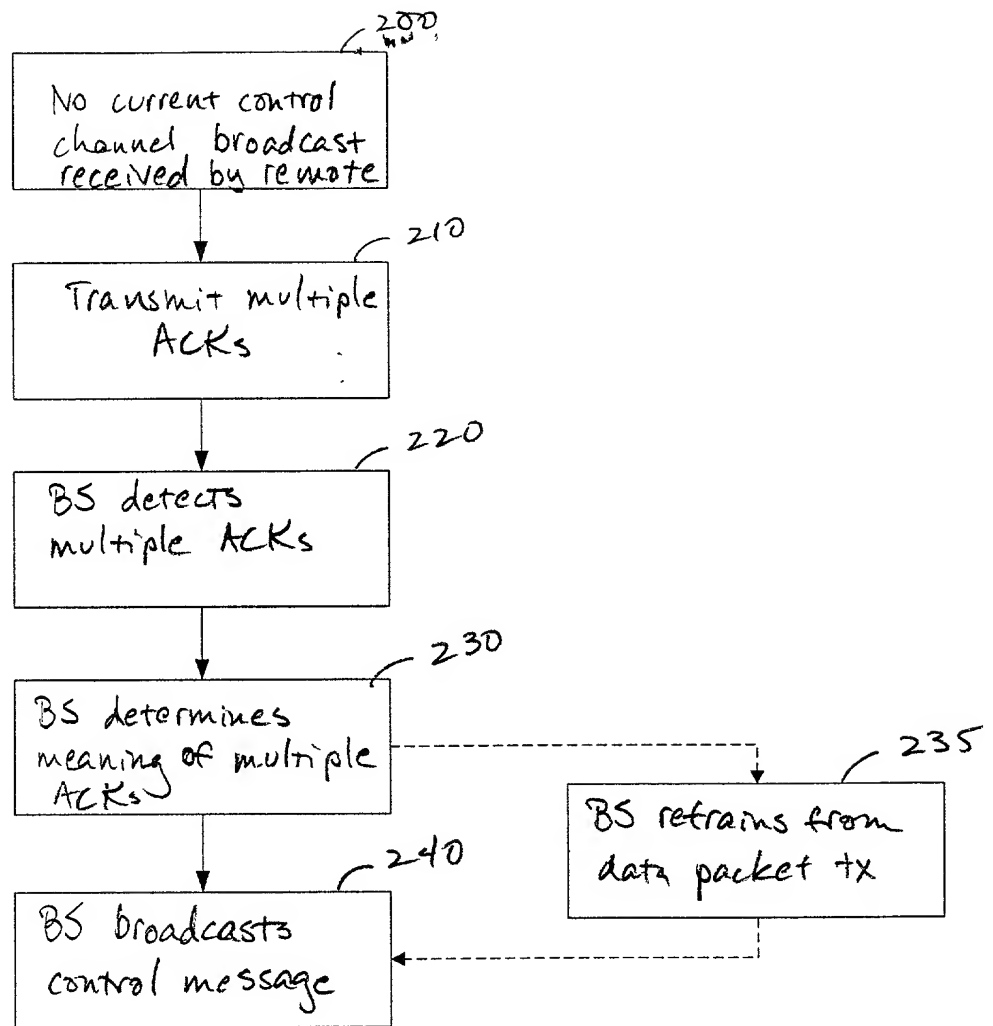 200
No current control
channel broadcast
received by remote
210
Transmit multiple
ACKs
220
BS detects
multiple ACKs
230
BS determines
meaning of multiple
ACKs
235
BS refrains from
data packet tx
240
BS broadcasts
control message